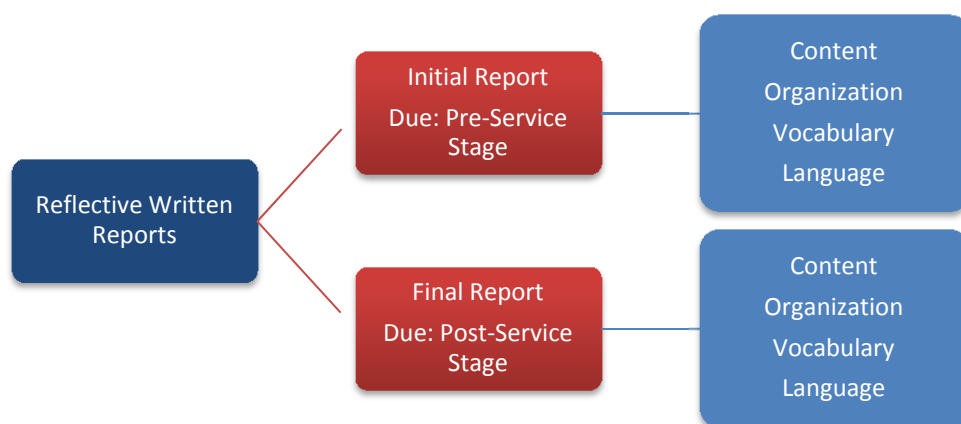 Reflective Written
Reports
Initial Report
Due: Pre-Service
Stage
Content
Organization
Vocabulary
Language
Final Report
Due: Post-Service
Stage
Content
Organization
Vocabulary
Language